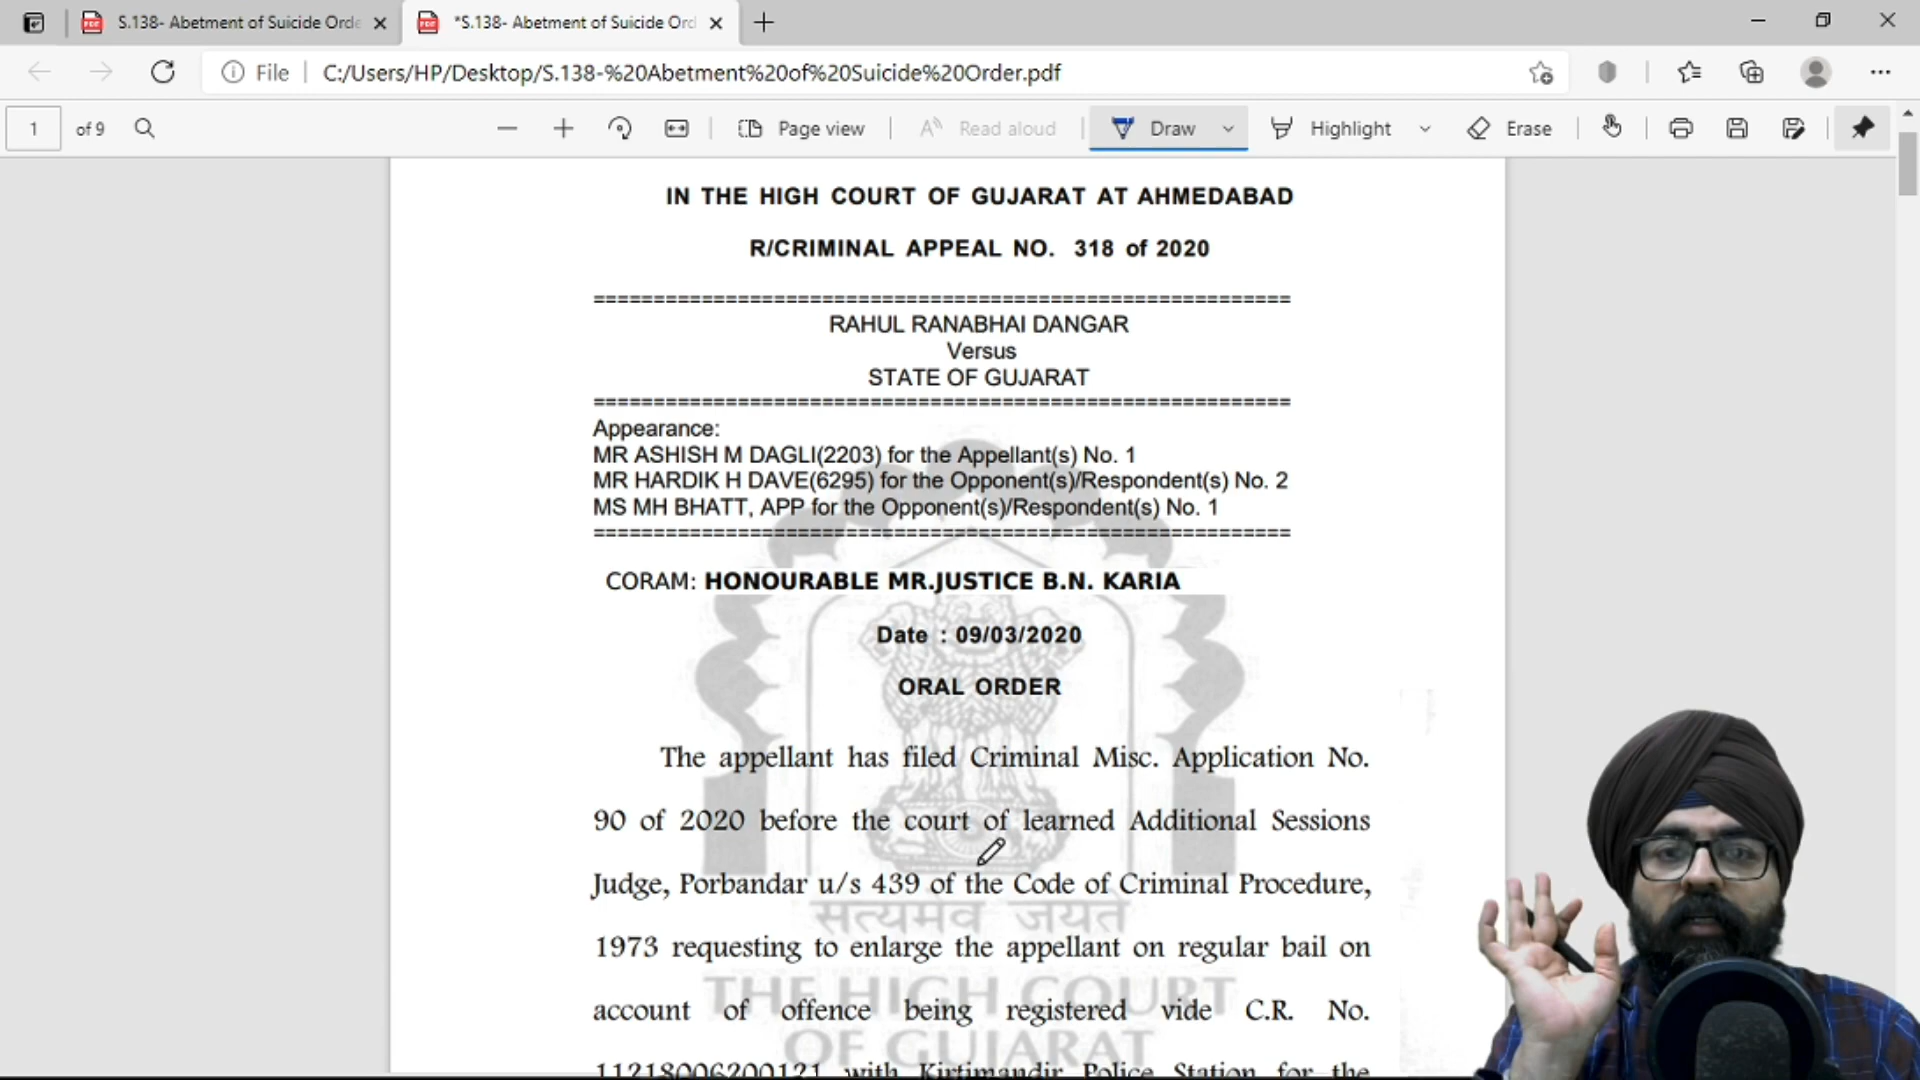 S.138- Abetment of Suicide Orde
*S.138- Abetment of Suicide Ord
File
C:/Users/HP/Desktop/S.138-%20Abetment%20of%20Suicide%20Order.pdf
1 of 9
Page view
Read aloud
Draw
Highlight
Erase
IN THE HIGH COURT OF GUJARAT AT AHMEDABAD
R/CRIMINAL APPEAL NO. 318 of 2020
==========================================================
RAHUL RANABHAI DANGAR
Versus
STATE OF GUJARAT
==========================================================
Appearance:
MR ASHISH M DAGLI(2203) for the Appellant(s) No. 1
MR HARDIK H DAVE(6295) for the Opponent(s)/Respondent(s) No. 2
MS MH BHATT, APP for the Opponent(s)/Respondent(s) No. 1
==========================================================
CORAM: HONOURABLE MR.JUSTICE B.N. KARIA
Date : 09/03/2020
ORAL ORDER
The appellant has filed Criminal Misc. Application No.
90 of 2020 before the court of learned Additional Sessions
Judge, Porbandar u/s 439 of the Code of Criminal Procedure,
सत्यमेव जयते
1973 requesting to enlarge the appellant on regular bail on
THE HIGH COURT
account of offence being registered vide C.R. No.
OF GUJARAT
11218006200121 with Kirtimandir Police Station for the